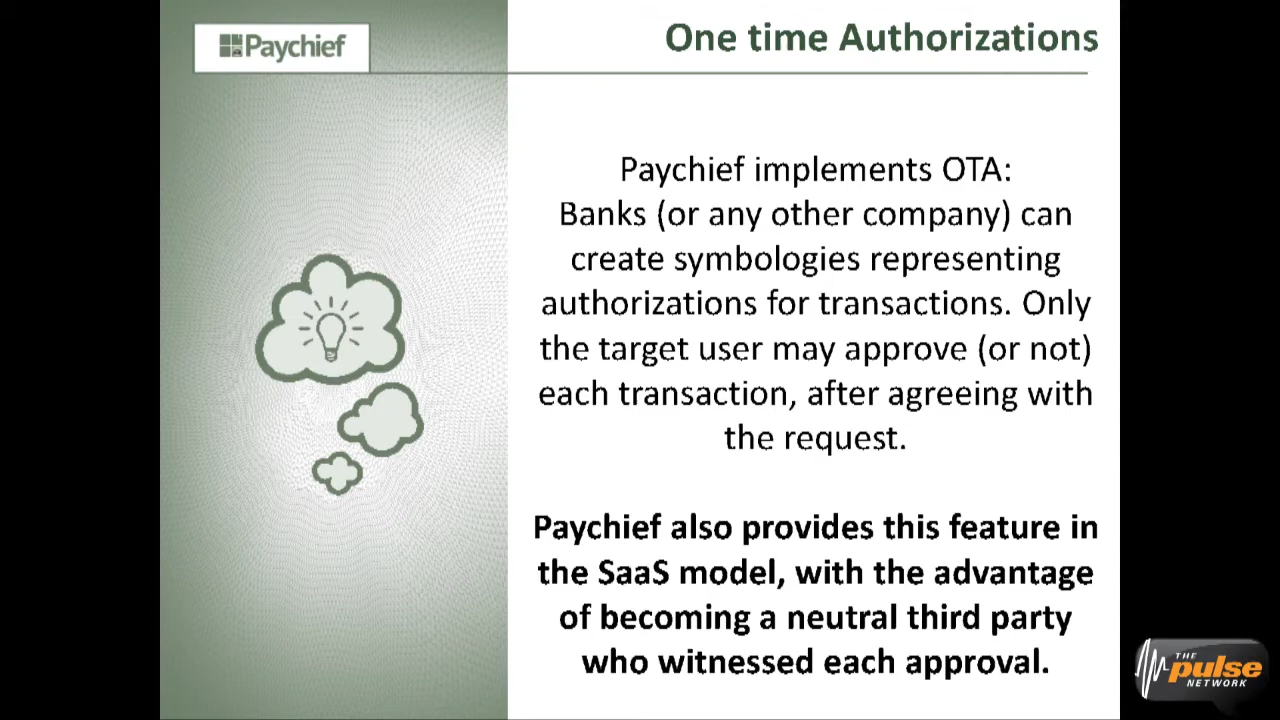 Paychief
One time Authorizations
Paychief implements OTA:
Banks (or any other company) can
create symbologies representing
authorizations for transactions. Only
the target user may approve (or not)
each transaction, after agreeing with
the request.
Paychief also provides this feature in
the SaaS model, with the advantage
of becoming a neutral third party
who witnessed each approval.
THE
pulse
NETWORK